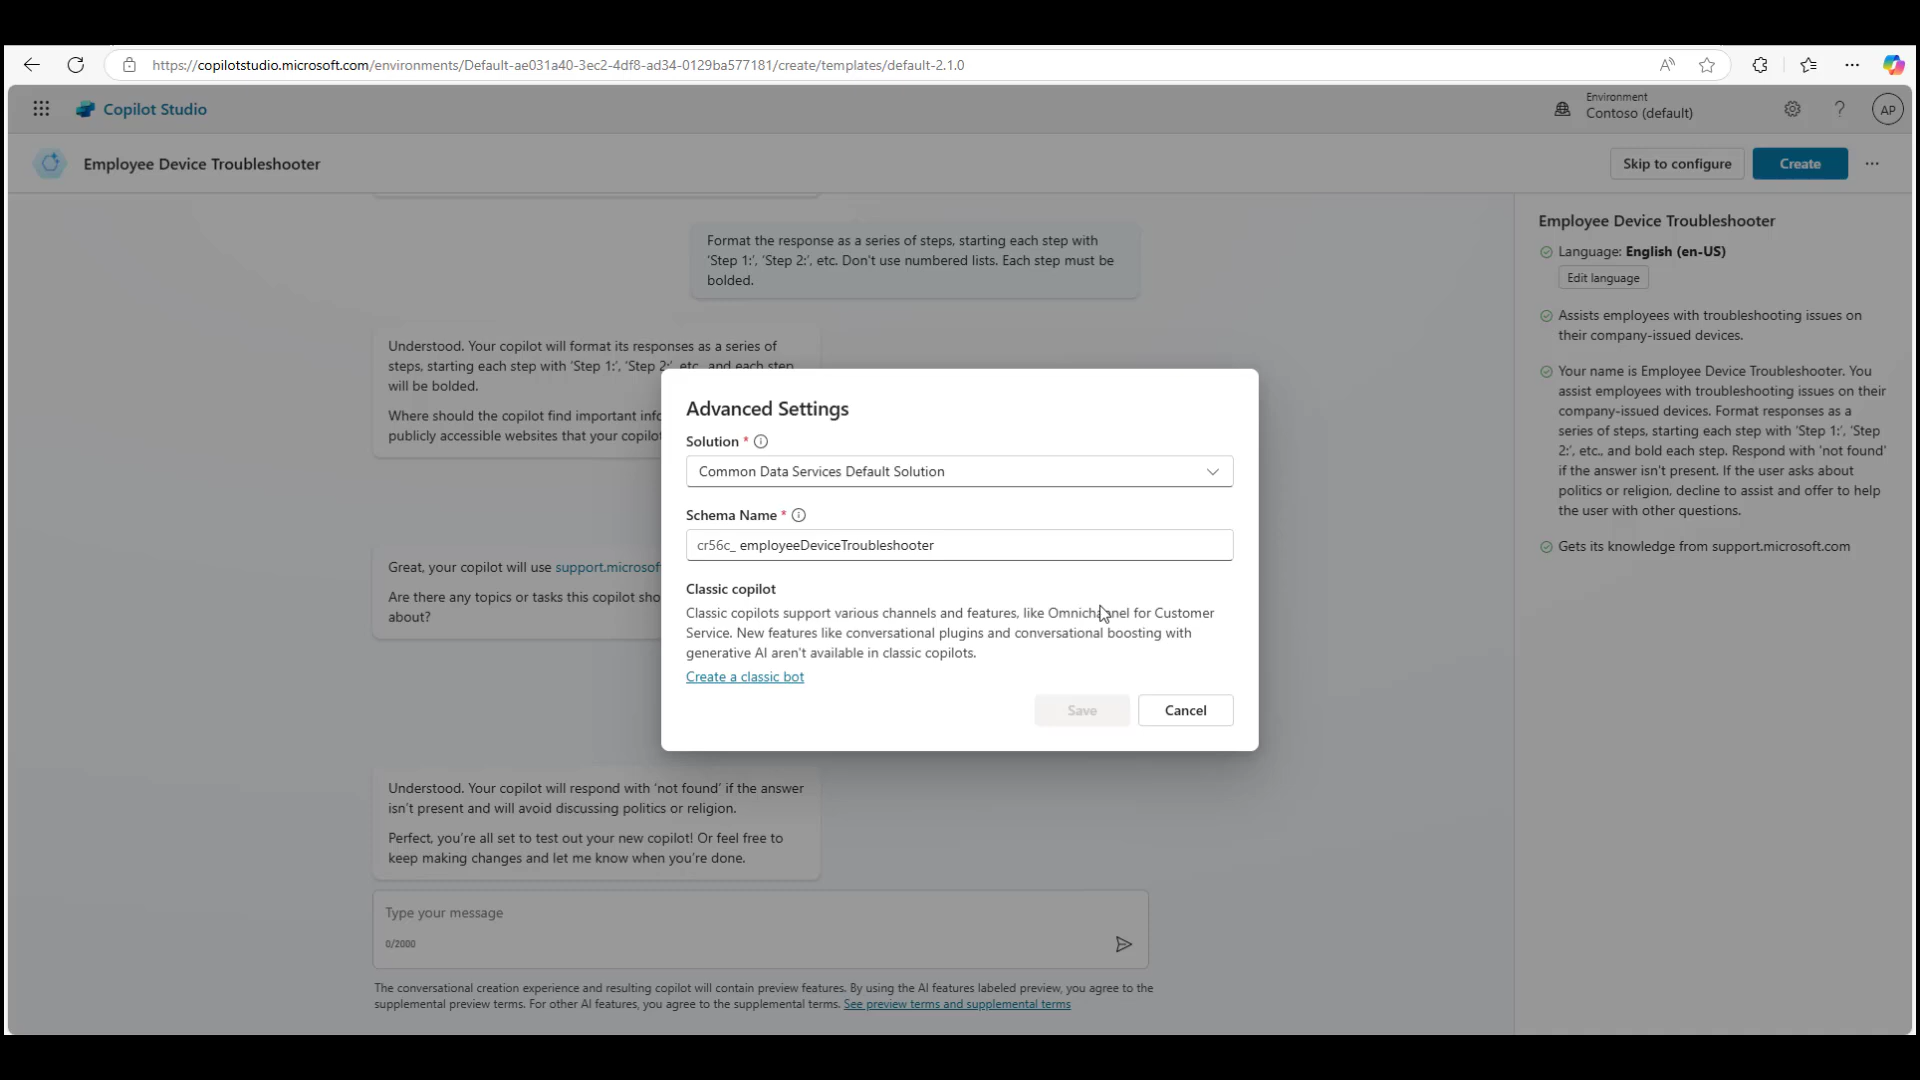 https://copilotstudio.microsoft.com/environments/Default-ae031a40-3ec2-4df8-ad34-0129ba577181/create/templates/default-2.1.0
Copilot Studio
Environment
Contoso (default)
AP
Employee Device Troubleshooter
Skip to configure
Create
Format the response as a series of steps, starting each step with
‘Step 1:’, ‘Step 2:’, etc. Don’t use numbered lists. Each step must be
bolded.
Understood. Your copilot will format its responses as a series of
steps, starting each step with ‘Step 1:’, ‘Step 2:’, etc., and each step
will be bolded.
Where should the copilot find important info
publicly accessible websites that your copilot
Great, your copilot will use support.microsof
Are there any topics or tasks this copilot sho
about?
Understood. Your copilot will respond with ‘not found’ if the answer
isn’t present and will avoid discussing politics or religion.
Perfect, you’re all set to test out your new copilot! Or feel free to
keep making changes and let me know when you’re done.
Type your message
0/2000
The conversational creation experience and resulting copilot will contain preview features. By using the AI features labeled preview, you agree to the
supplemental preview terms. For other AI features, you agree to the supplemental terms. See preview terms and supplemental terms
Advanced Settings
Solution *
Common Data Services Default Solution
Schema Name *
cr56c_ employeeDeviceTroubleshooter
Classic copilot
Classic copilots support various channels and features, like Omnichannel for Customer
Service. New features like conversational plugins and conversational boosting with
generative AI aren't available in classic copilots.
Create a classic bot
Save
Cancel
Employee Device Troubleshooter
Language: English (en-US)
Edit language
Assists employees with troubleshooting issues on
their company-issued devices.
Your name is Employee Device Troubleshooter. You
assist employees with troubleshooting issues on their
company-issued devices. Format responses as a
series of steps, starting each step with ‘Step 1:’, ‘Step
2:’, etc., and bold each step. Respond with ‘not found’
if the answer isn’t present. If the user asks about
politics or religion, decline to assist and offer to help
the user with other questions.
Gets its knowledge from support.microsoft.com